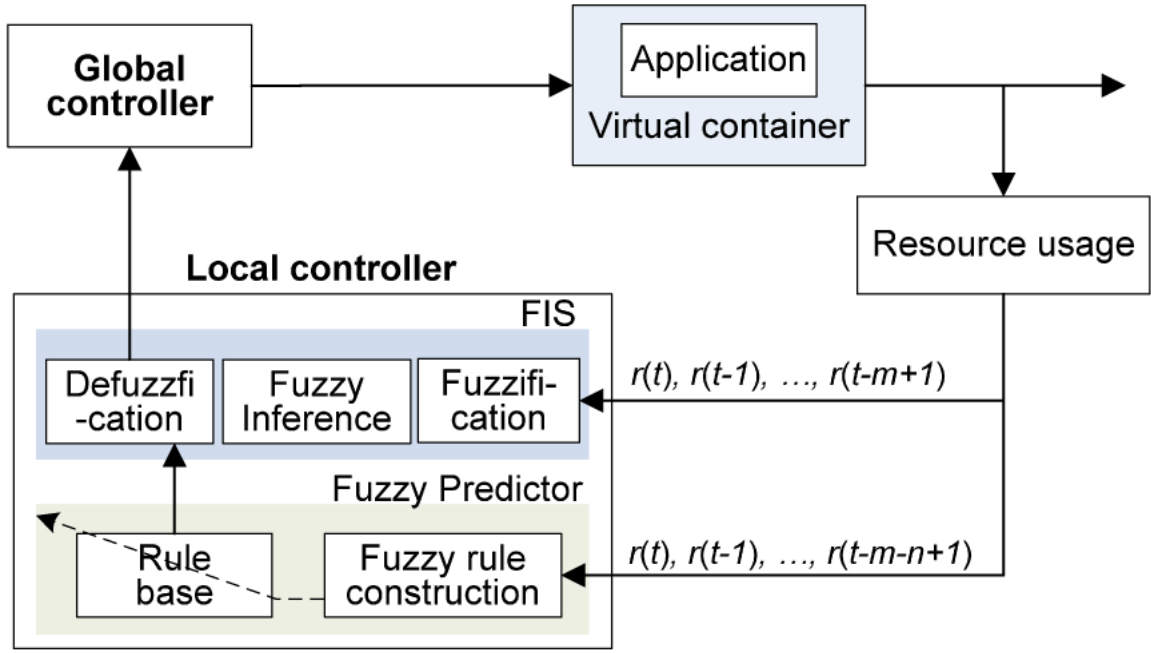 Global
controller
Application
Virtual container
Resource usage
Local controller
FIS
Defuzzfi
-cation
Fuzzy
Inference
Fuzzifi-
cation
r(t), r(t-1), …, r(t-m+1)
Fuzzy Predictor
Rule
base
Fuzzy rule
construction
r(t), r(t-1), …, r(t-m-n+1)